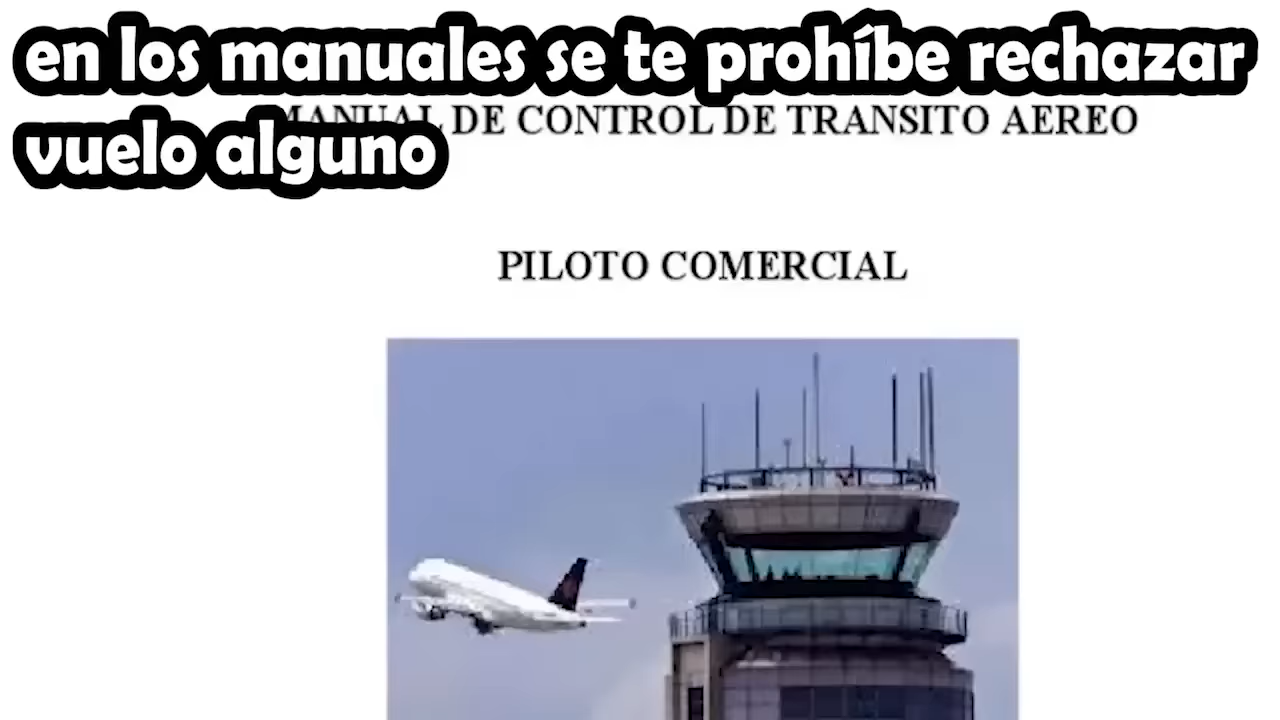 en los manuales se te prohíbe rechazar
vuelo alguno
MANUAL DE CONTROL DE TRANSITO AEREO
PILOTO COMERCIAL